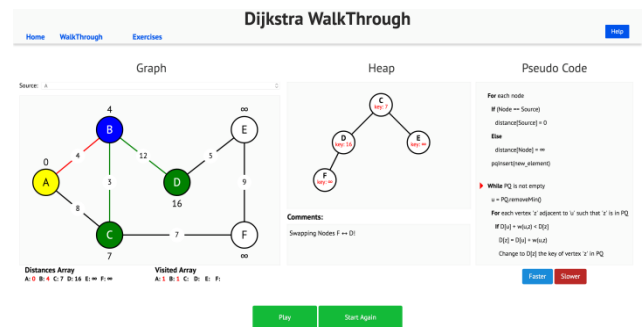 Dijkstra WalkThrough
Home WalkThrough Exercises
Help
Graph
Source: A
4
∞
B
E
0
4
12
5
A
3
D
9
16
8
C
7
F
7
∞
Distances Array
A: 0 B: 4 C: 7 D: 16 E: ∞ F: ∞
Visited Array
A: 1 B: 1 C: D: E: F:
Heap
C
key: 7
D
key: 16
E
key: ∞
F
key: ∞
Comments:
Swapping Nodes F ↔ D!
Pseudo Code
For each node
If (Node == Source)
distance[Source] = 0
Else
distance[Node] = ∞
pqInsert(new_element)
While PQ is not empty
u = PQ.removeMin()
For each vertex 'z' adjacent to 'u' such that 'z' is in PQ
If D[u] + w(u,z) < D[z]
D[z] = D[u] + w(u,z)
Change to D[z] the key of vertex 'z' in PQ
Faster Slower
Play Start Again